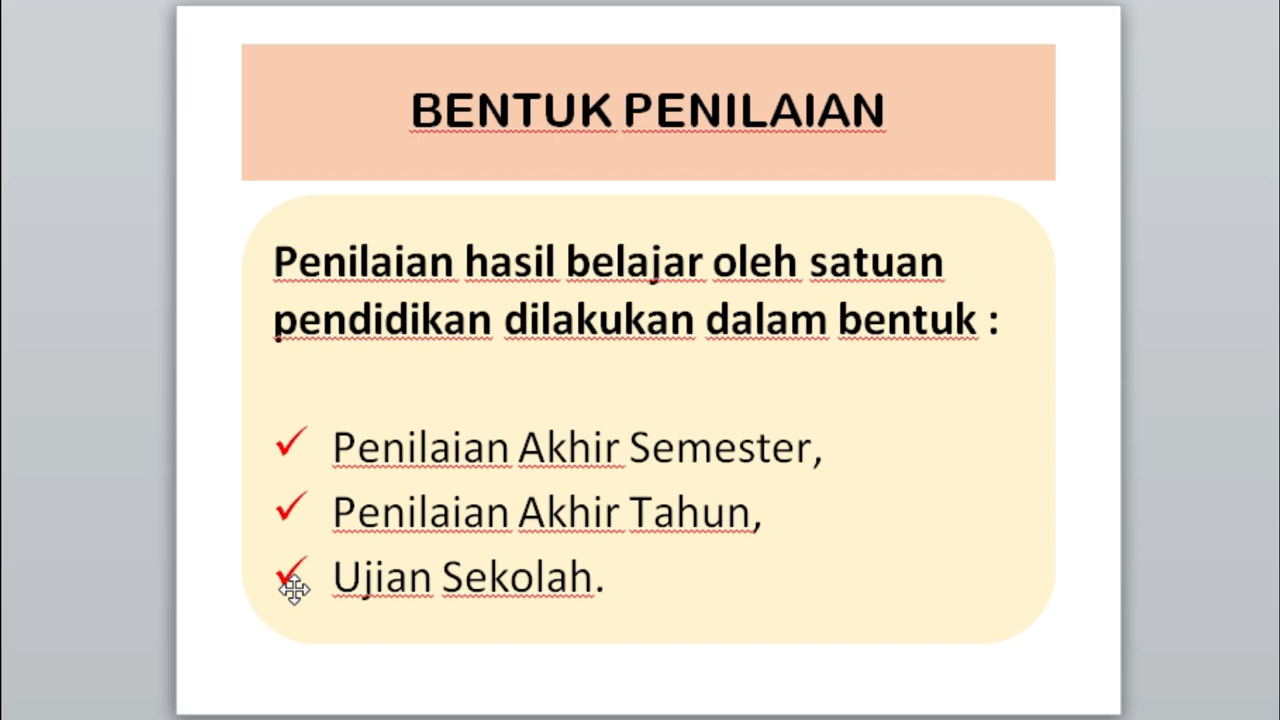 BENTUK PENILAIAN
Penilaian hasil belajar oleh satuan
pendidikan dilakukan dalam bentuk :
✓ Penilaian Akhir Semester,
✓ Penilaian Akhir Tahun,
✓ Ujian Sekolah.